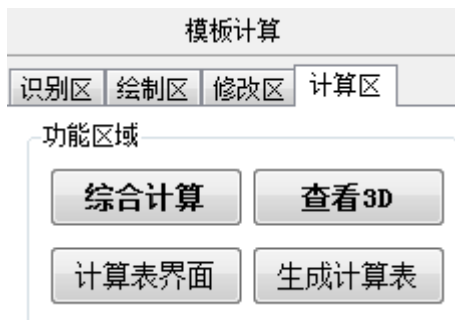 模板计算
识别区 绘制区 修改区 计算区
功能区域
综合计算 查看3D
计算表界面 生成计算表